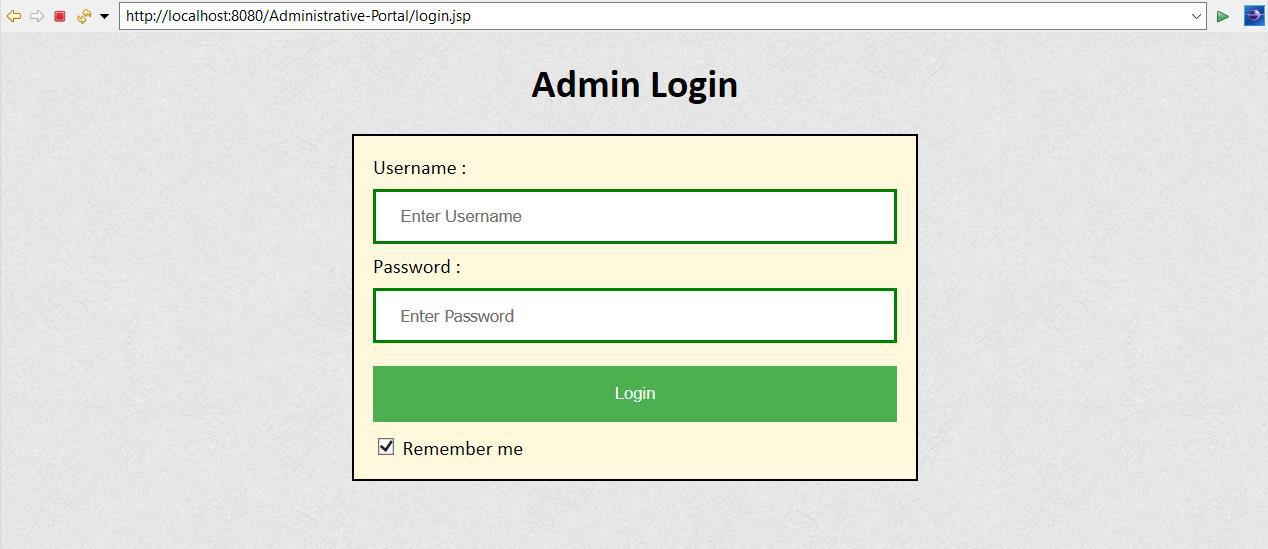 http://localhost:8080/Administrative-Portal/login.jsp
Admin Login
Username :
Enter Username
Password :
Enter Password
Login
Remember me